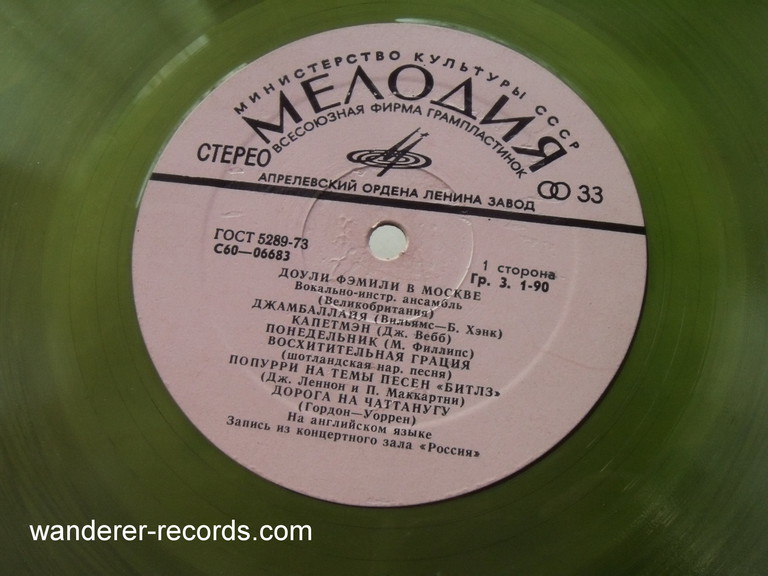 МИНИСТЕРСТВО КУЛЬТУРЫ СССР
МЕЛОДИЯ
ВСЕСОЮЗНАЯ ФИРМА ГРАМПЛАСТИНОК
СТЕРЕО
33
АПРЕЛЕВСКИЙ ОРДЕНА ЛЕНИНА ЗАВОД
ГОСТ 5289-73
С60—06683
1 сторона
Гр. 3. 1-90
ДОУЛИ ФЭМИЛИ В МОСКВЕ
Вокально-инстр. ансамбль
(Великобритания)
ДЖАМБАЛЛАЙЯ (Вильямс—Б. Хэнк)
КАПЕТМЭН (Дж. Вебб)
ПОНЕДЕЛЬНИК (М. Филлипс)
ВОСХИТИТЕЛЬНАЯ ГРАЦИЯ
(шотландская нар. песня)
ПОПУРРИ НА ТЕМЫ ПЕСЕН «БИТЛЗ»
(Дж. Леннон и П. Маккартни)
ДОРОГА НА ЧАТТАНУГУ
(Гордон—Уоррен)
На английском языке
Запись из концертного зала «Россия»
wanderer-records.com